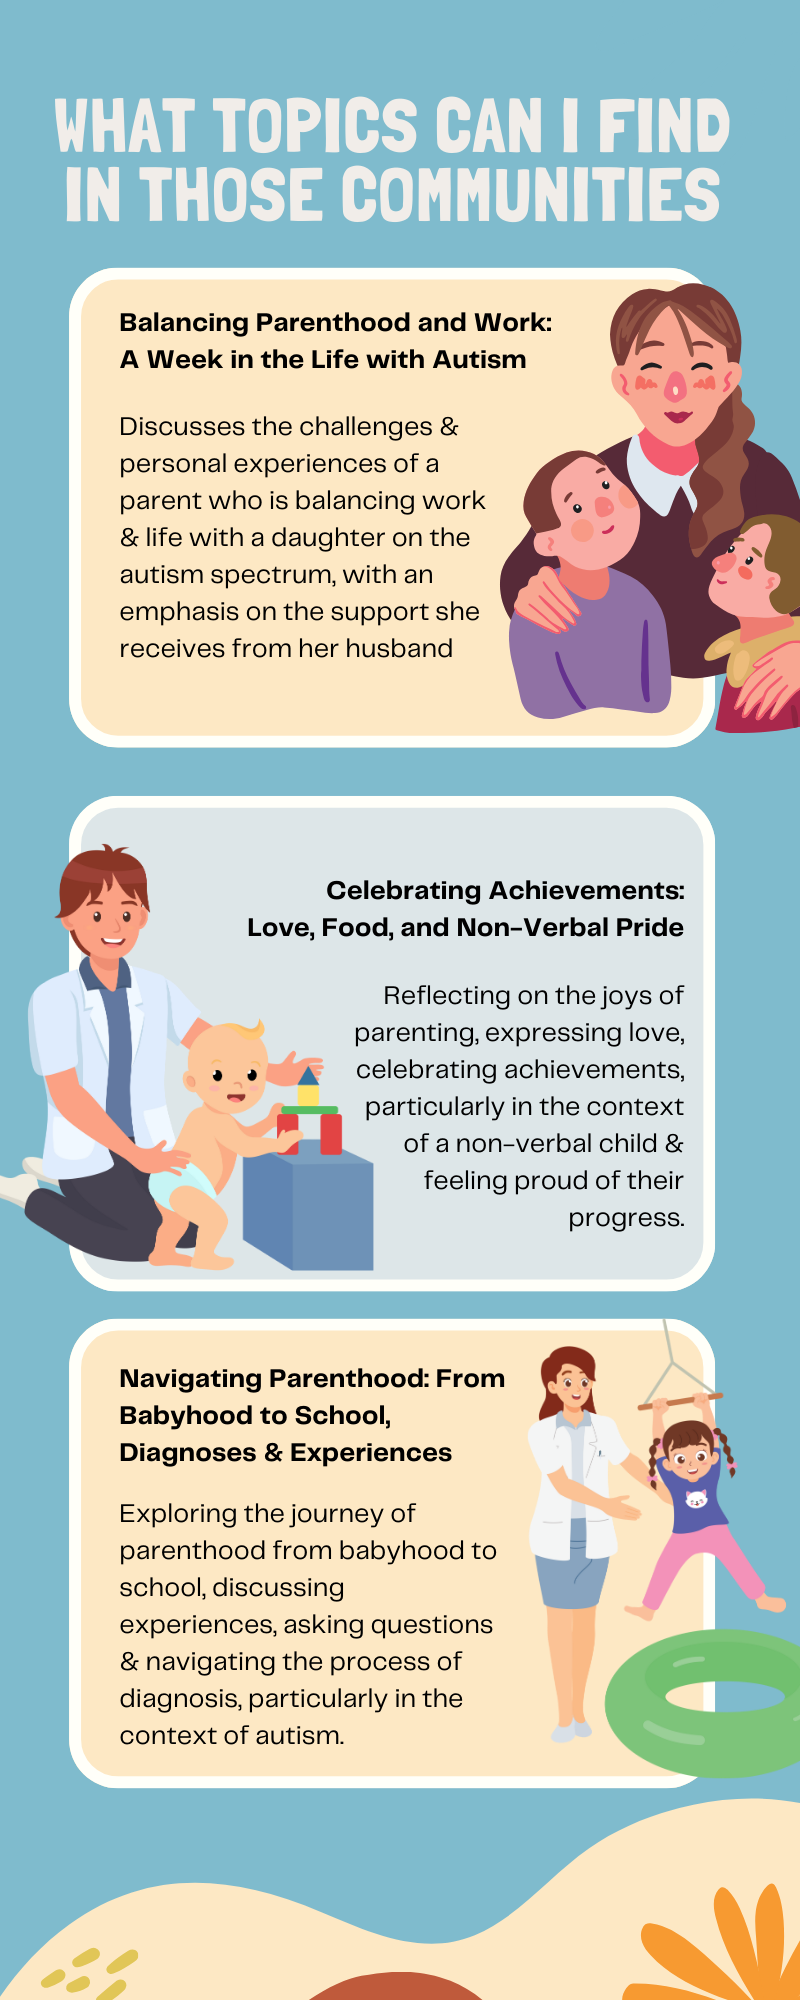 WHAT TOPICS CAN I FIND
IN THOSE COMMUNITIES
Balancing Parenthood and Work:
A Week in the Life with Autism
Discusses the challenges &
personal experiences of a
parent who is balancing work
& life with a daughter on the
autism spectrum, with an
emphasis on the support she
receives from her husband
Celebrating Achievements:
Love, Food, and Non-Verbal Pride
Reflecting on the joys of
parenting, expressing love,
celebrating achievements,
particularly in the context
of a non-verbal child &
feeling proud of their
progress.
Navigating Parenthood: From
Babyhood to School,
Diagnoses & Experiences
Exploring the journey of
parenthood from babyhood to
school, discussing
experiences, asking questions
& navigating the process of
diagnosis, particularly in the
context of autism.